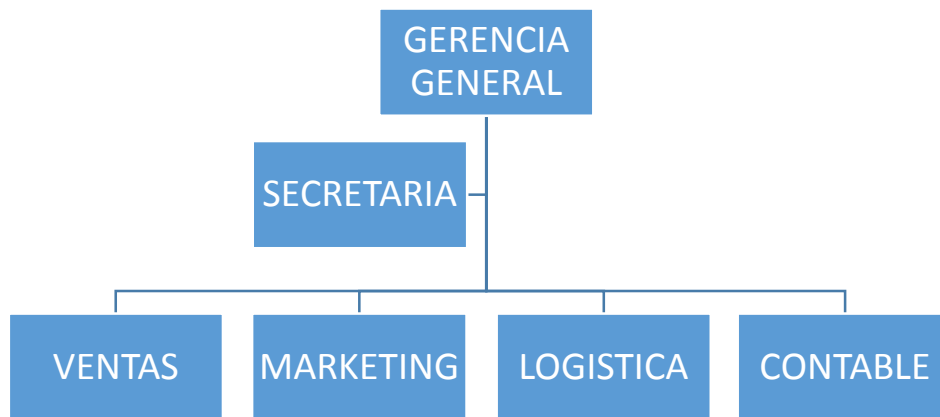 GERENCIA
GENERAL
SECRETARIA
VENTAS
MARKETING
LOGISTICA
CONTABLE